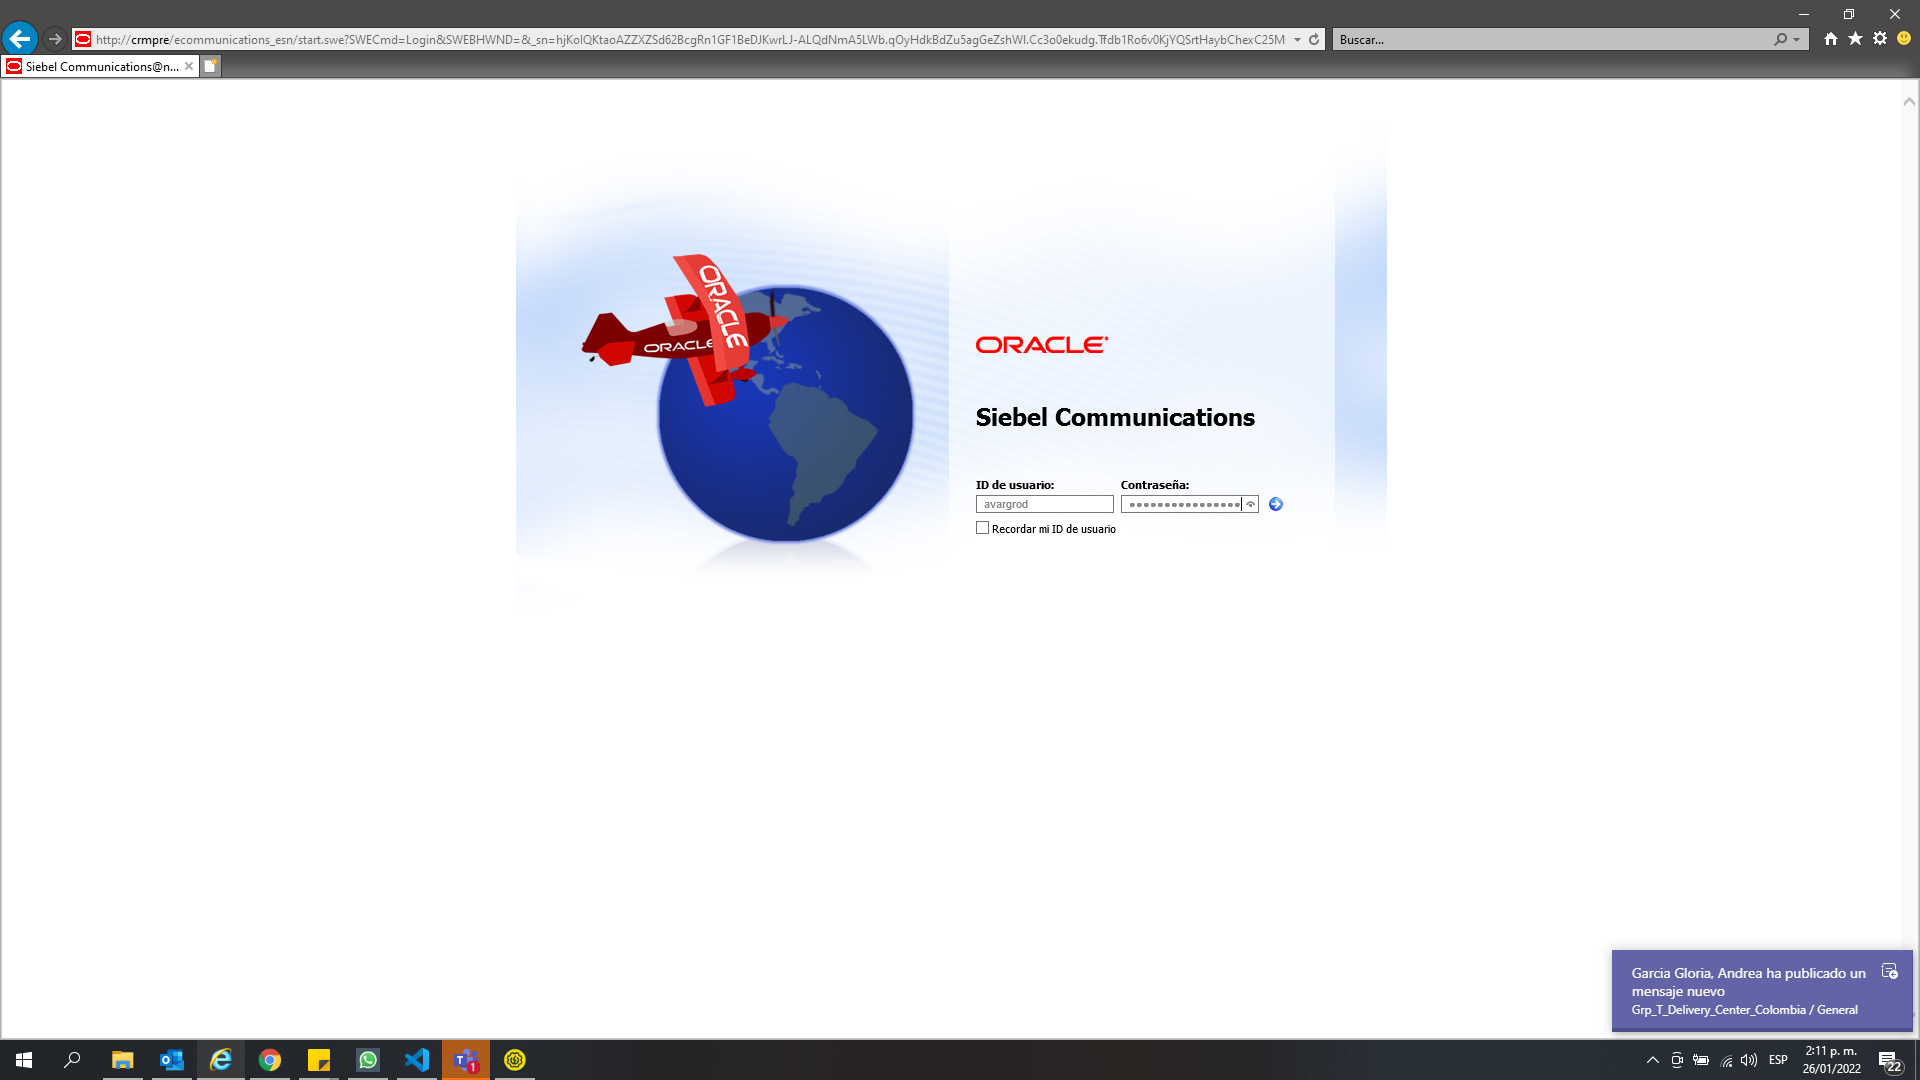 http://crmpre/ecommunications_esn/start.swe?SWECmd=Login&SWEBHWND=&_sn=hjKolQKtaoAZZXZSd62BcgRn1GF1BeDJKwrLJ-ALQdNmA5LWb.qOyHdkBdZu5agGeZshWI.Cc3o0ekudg.Tfdb1Ro6v0KjYQSrtHaybChexC25M
Buscar...
Siebel Communications@n...
ORACLE
ORACLE
ORACLE
Siebel Communications
ID de usuario:
Contraseña:
avargrod
Recordar mi ID de usuario
Garcia Gloria, Andrea ha publicado un
mensaje nuevo
Grp_T_Delivery_Center_Colombia / General
1
ESP
2:11 p. m.
26/01/2022
22